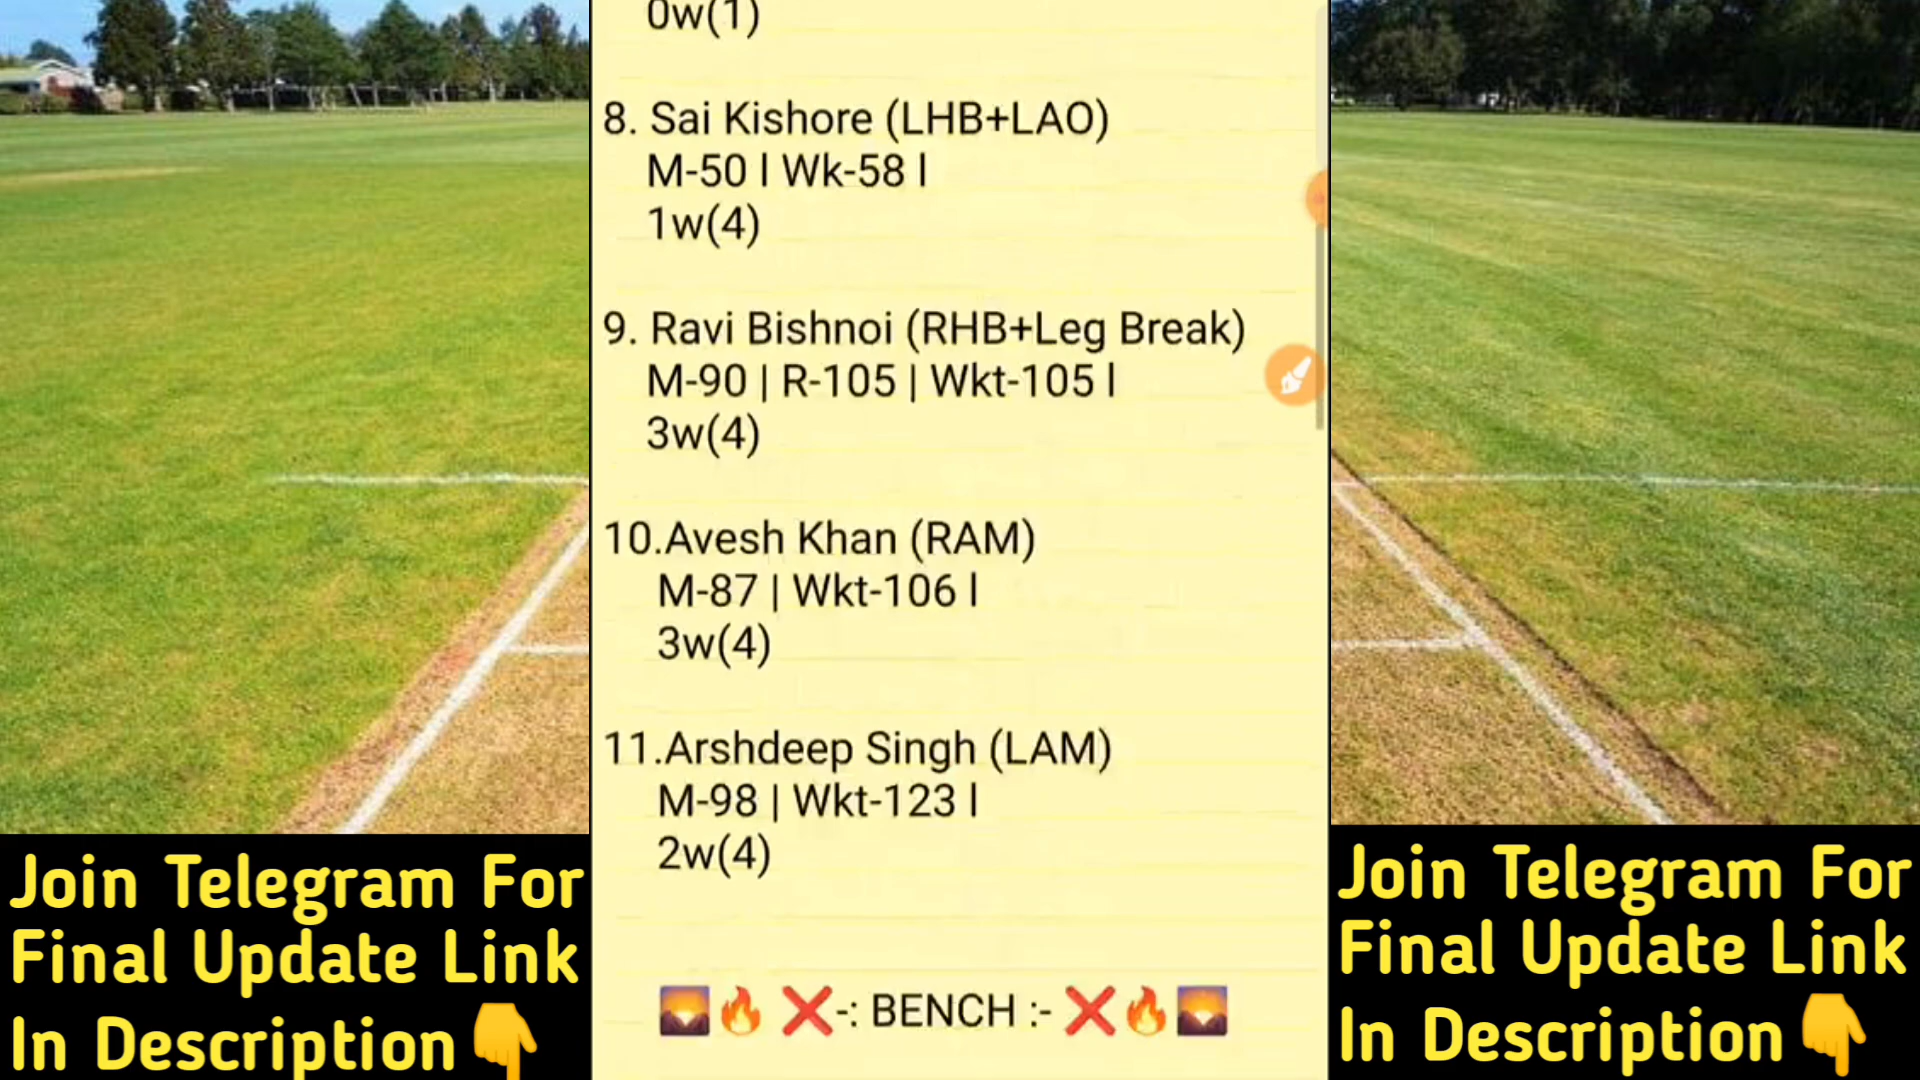 0w(1)
8. Sai Kishore (LHB+LAO)
M-50 l Wk-58 l
1w(4)
9. Ravi Bishnoi (RHB+Leg Break)
M-90 | R-105 | Wkt-105 l
3w(4)
10.Avesh Khan (RAM)
M-87 | Wkt-106 l
3w(4)
11.Arshdeep Singh (LAM)
M-98 | Wkt-123 l
2w(4)
🌄🔥 ❌-: BENCH :- ❌🔥🌄
Join Telegram For
Final Update Link
In Description👇
Join Telegram For
Final Update Link
In Description👇